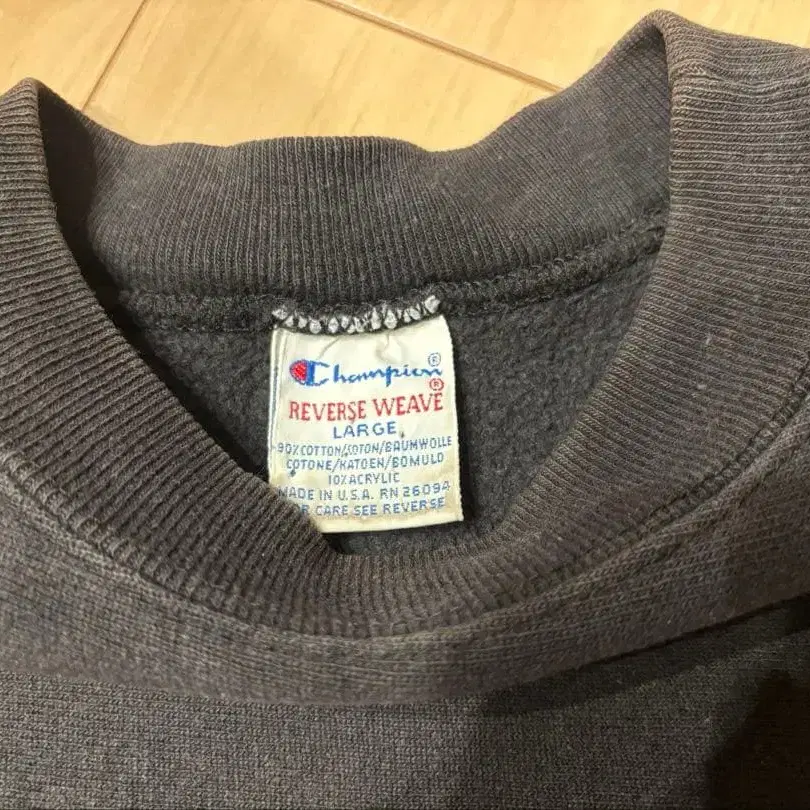 Champion®
REVERSE WEAVE®
LARGE
90% COTTON/COTON/BAUMWOLLE
COTONE/KATOEN/BOMULD
10% ACRYLIC
MADE IN U.S.A. RN 26094
CARE SEE REVERSE